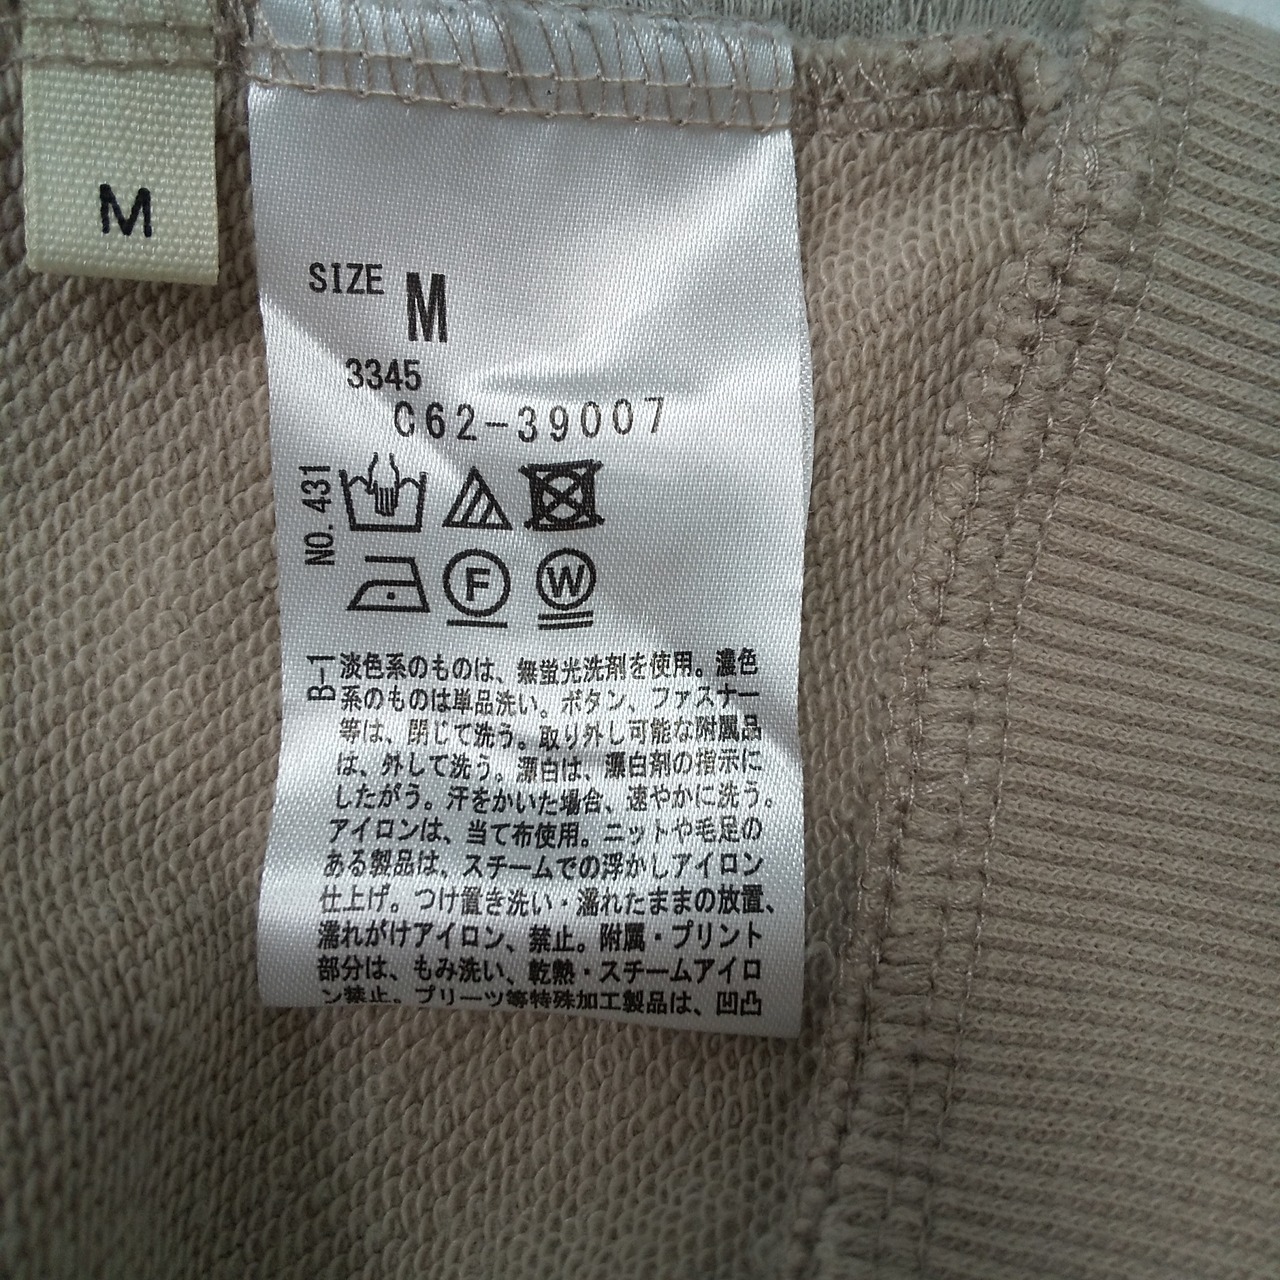 M
SIZE M
3345
C62-39007
NO. 431
F W
B-1
淡色系のものは、無蛍光洗剤を使用。濃色
系のものは単品洗い。ボタン、ファスナー
等は、閉じて洗う。取り外し可能な附属品
は、外して洗う。漂白は、漂白剤の指示に
したがう。汗をかいた場合、速やかに洗う。
アイロンは、当て布使用。ニットや毛足の
ある製品は、スチームでの浮かしアイロン
仕上げ。つけ置き洗い・濡れたままの放置、
濡れがけアイロン、禁止。附属・プリント
部分は、もみ洗い、乾熱・スチームアイロ
ン禁止。プリーツ等特殊加工製品は、凹凸